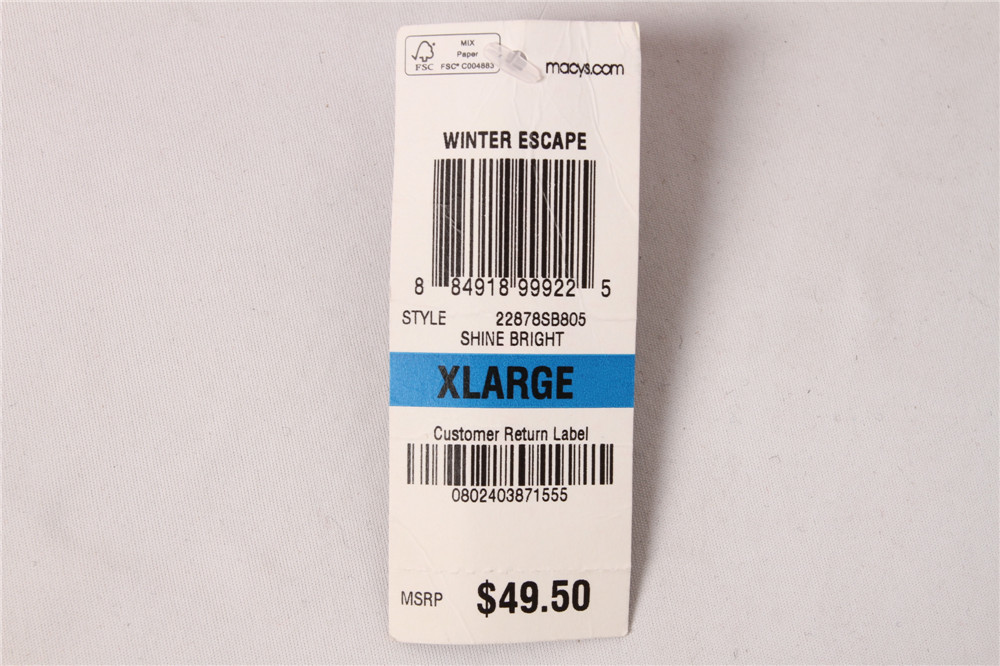 MIX
Paper
FSC
FSC® C004883
macys.com
WINTER ESCAPE
8 84918 99922 5
STYLE 22878SB805
SHINE BRIGHT
XLARGE
Customer Return Label
0802403871555
MSRP $49.50